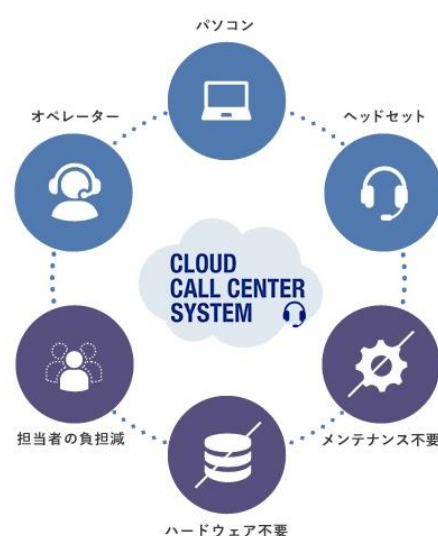 パソコン
オペレーター
ヘッドセット
CLOUD
CALL CENTER
SYSTEM
担当者の負担減
メンテナンス不要
ハードウェア不要